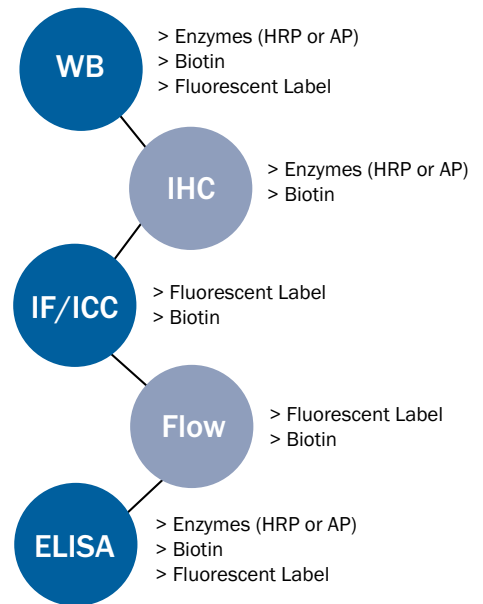 WB
> Enzymes (HRP or AP)
> Biotin
> Fluorescent Label
IHC
> Enzymes (HRP or AP)
> Biotin
IF/ICC
> Fluorescent Label
> Biotin
Flow
> Fluorescent Label
> Biotin
ELISA
> Enzymes (HRP or AP)
> Biotin
> Fluorescent Label